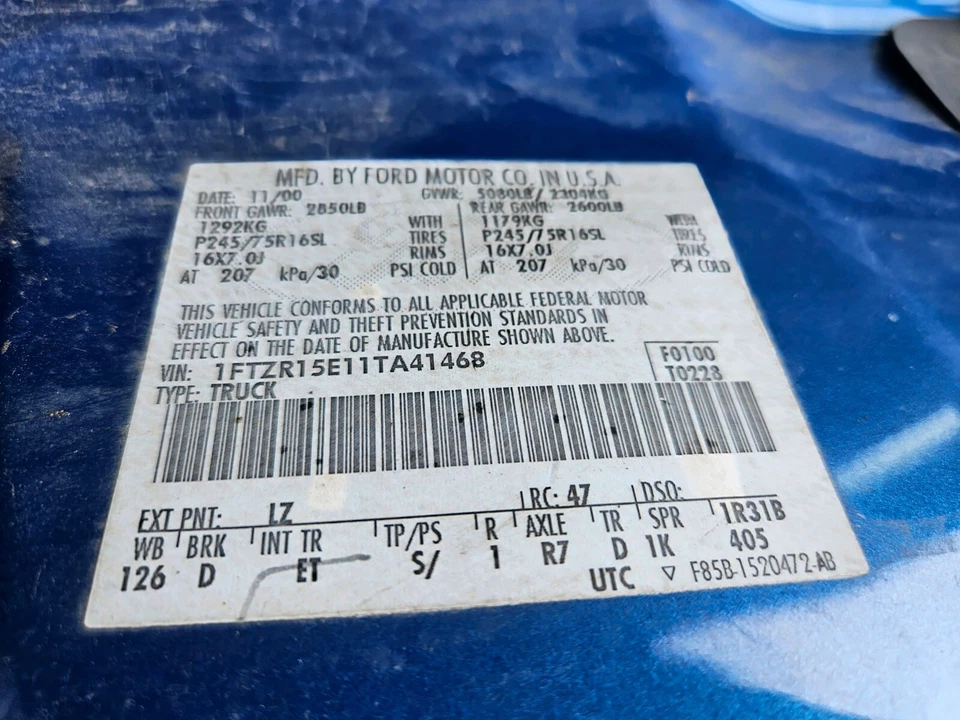 MFD. BY FORD MOTOR CO. IN U.S.A.
DATE: 11/00 GVWR: 5080LB/ 2304KG
FRONT GAWR: 2850LB REAR GAWR: 2600LB
1292KG WITH 1179KG WITH
P245/75R16SL TIRES P245/75R16SL TIRES
16X7.0J RIMS 16X7.0J RIMS
AT 207 kPa/30 PSI COLD AT 207 kPa/30 PSI COLD
THIS VEHICLE CONFORMS TO ALL APPLICABLE FEDERAL MOTOR
VEHICLE SAFETY AND THEFT PREVENTION STANDARDS IN
EFFECT ON THE DATE OF MANUFACTURE SHOWN ABOVE.
VIN: 1FTZR15E11TA41468 F0100
TYPE: TRUCK T0228
EXT PNT: LZ RC: 47 DSO:
WB BRK INT TR TP/PS R AXLE TR SPR 1R31B
126 D ET S/ 1 R7 D 1K 405
UTC ▽ F85B-1520472-AB